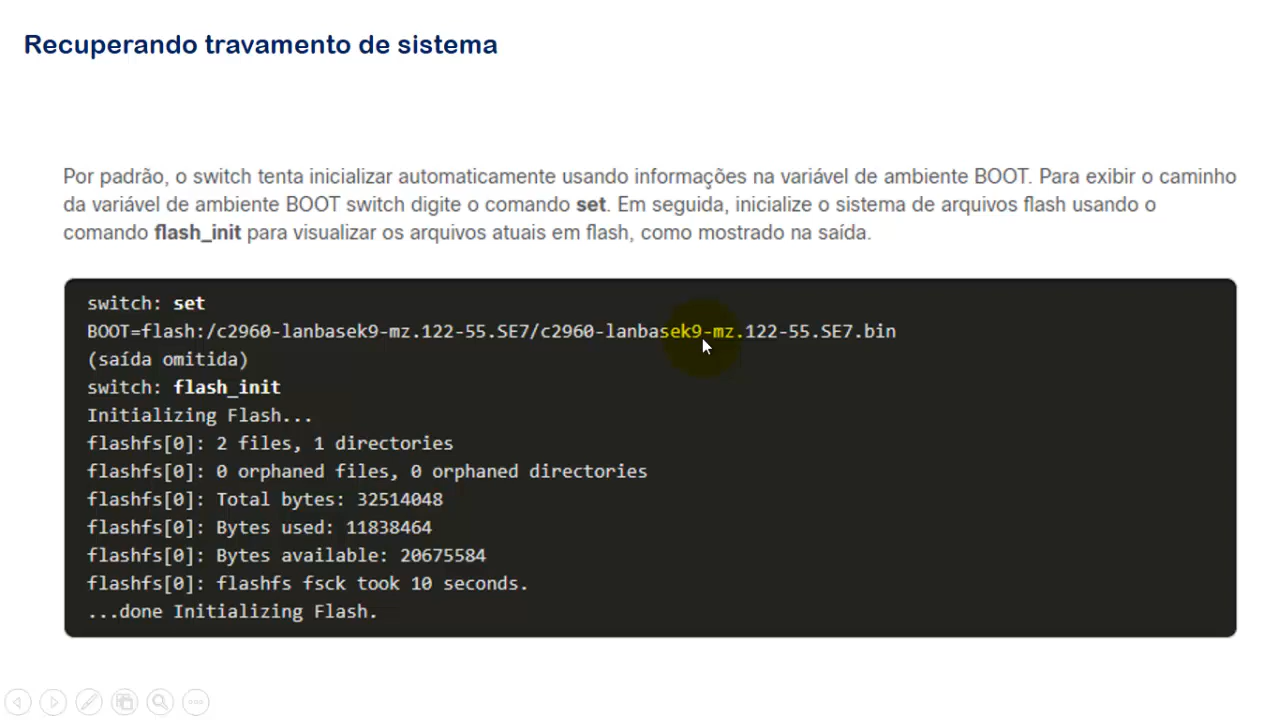 Recuperando travamento de sistema
Por padrão, o switch tenta inicializar automaticamente usando informações na variável de ambiente BOOT. Para exibir o caminho
da variável de ambiente BOOT switch digite o comando set. Em seguida, inicialize o sistema de arquivos flash usando o
comando flash_init para visualizar os arquivos atuais em flash, como mostrado na saída.
switch: set
BOOT=flash:/c2960-lanbasek9-mz.122-55.SE7/c2960-lanbasek9-mz.122-55.SE7.bin
(saída omitida)
switch: flash_init
Initializing Flash...
flashfs[0]: 2 files, 1 directories
flashfs[0]: 0 orphaned files, 0 orphaned directories
flashfs[0]: Total bytes: 32514048
flashfs[0]: Bytes used: 11838464
flashfs[0]: Bytes available: 20675584
flashfs[0]: flashfs fsck took 10 seconds.
...done Initializing Flash.